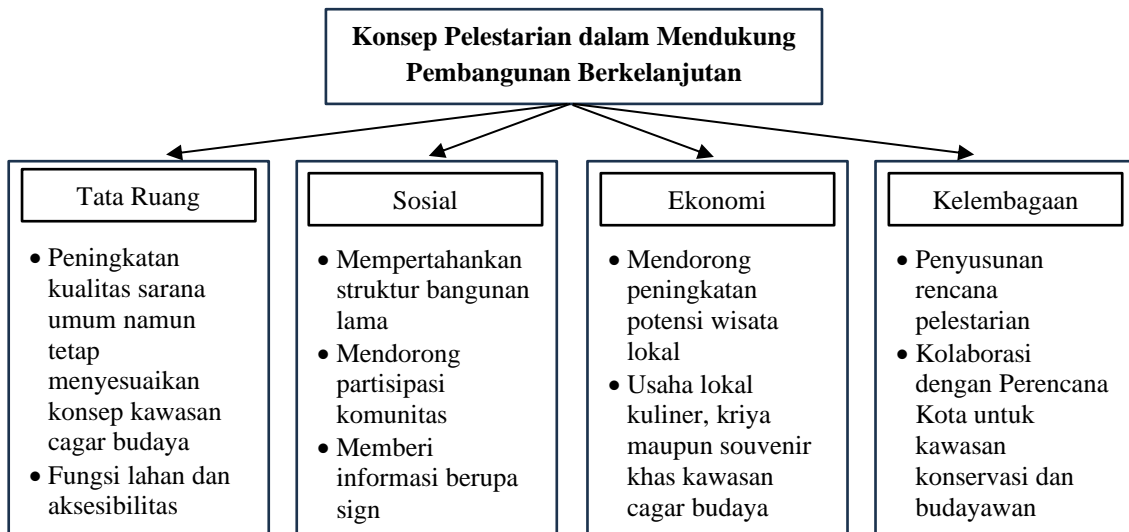 Konsep Pelestarian dalam Mendukung
Pembangunan Berkelanjutan
Tata Ruang
• Peningkatan
kualitas sarana
umum namun
tetap
menyesuaikan
konsep kawasan
cagar budaya
• Fungsi lahan dan
aksesibilitas
Sosial
• Mempertahankan
struktur bangunan
lama
• Mendorong
partisipasi
komunitas
• Memberi
informasi berupa
sign
Ekonomi
• Mendorong
peningkatan
potensi wisata
lokal
• Usaha lokal
kuliner, kriya
maupun souvenir
khas kawasan
cagar budaya
Kelembagaan
• Penyusunan
rencana
pelestarian
• Kolaborasi
dengan Perencana
Kota untuk
kawasan
konservasi dan
budayawan